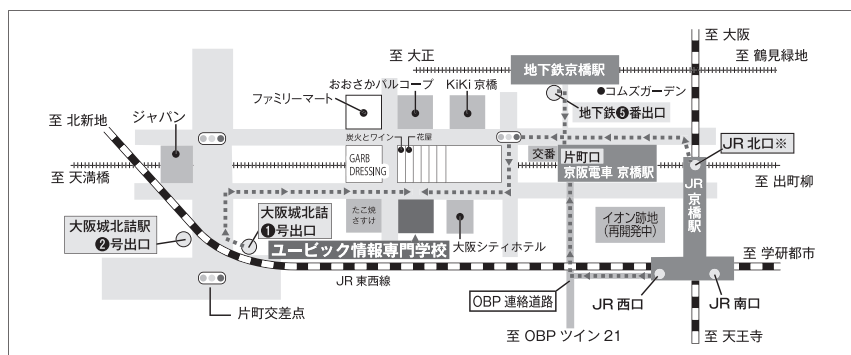 至 大阪
至 大正
地下鉄京橋駅
至 鶴見緑地
おおさかパルコープ
KiKi 京橋
●コムズガーデン
ファミリーマート
ジャパン
地下鉄❺番出口
至 北新地
炭火とワイン
花屋
JR 北口※
GARB
DRESSING
交番
片町口
京阪電車 京橋駅
至 天満橋
至 出町柳
JR京橋駅
大阪城北詰駅
❷号出口
大阪城北詰
❶号出口
たこ焼
さすけ
イオン跡地
(再開発中)
ユービック情報専門学校
大阪シティホテル
至 学研都市
JR 東西線
OBP 連絡道路
JR 西口
JR 南口
片町交差点
至 OBP ツイン 21
至 天王寺